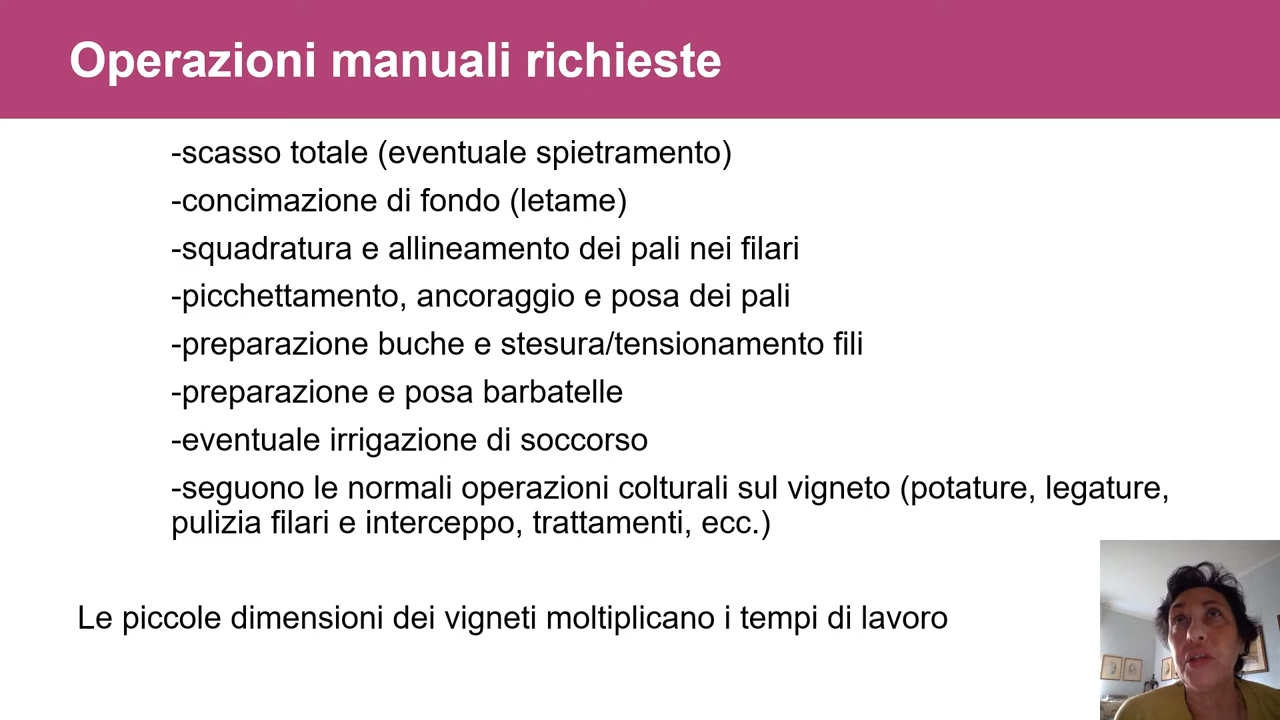 Operazioni manuali richieste
-scasso totale (eventuale spietramento)
-concimazione di fondo (letame)
-squadratura e allineamento dei pali nei filari
-picchettamento, ancoraggio e posa dei pali
-preparazione buche e stesura/tensionamento fili
-preparazione e posa barbatelle
-eventuale irrigazione di soccorso
-seguono le normali operazioni colturali sul vigneto (potature, legature,
pulizia filari e interceppo, trattamenti, ecc.)
Le piccole dimensioni dei vigneti moltiplicano i tempi di lavoro